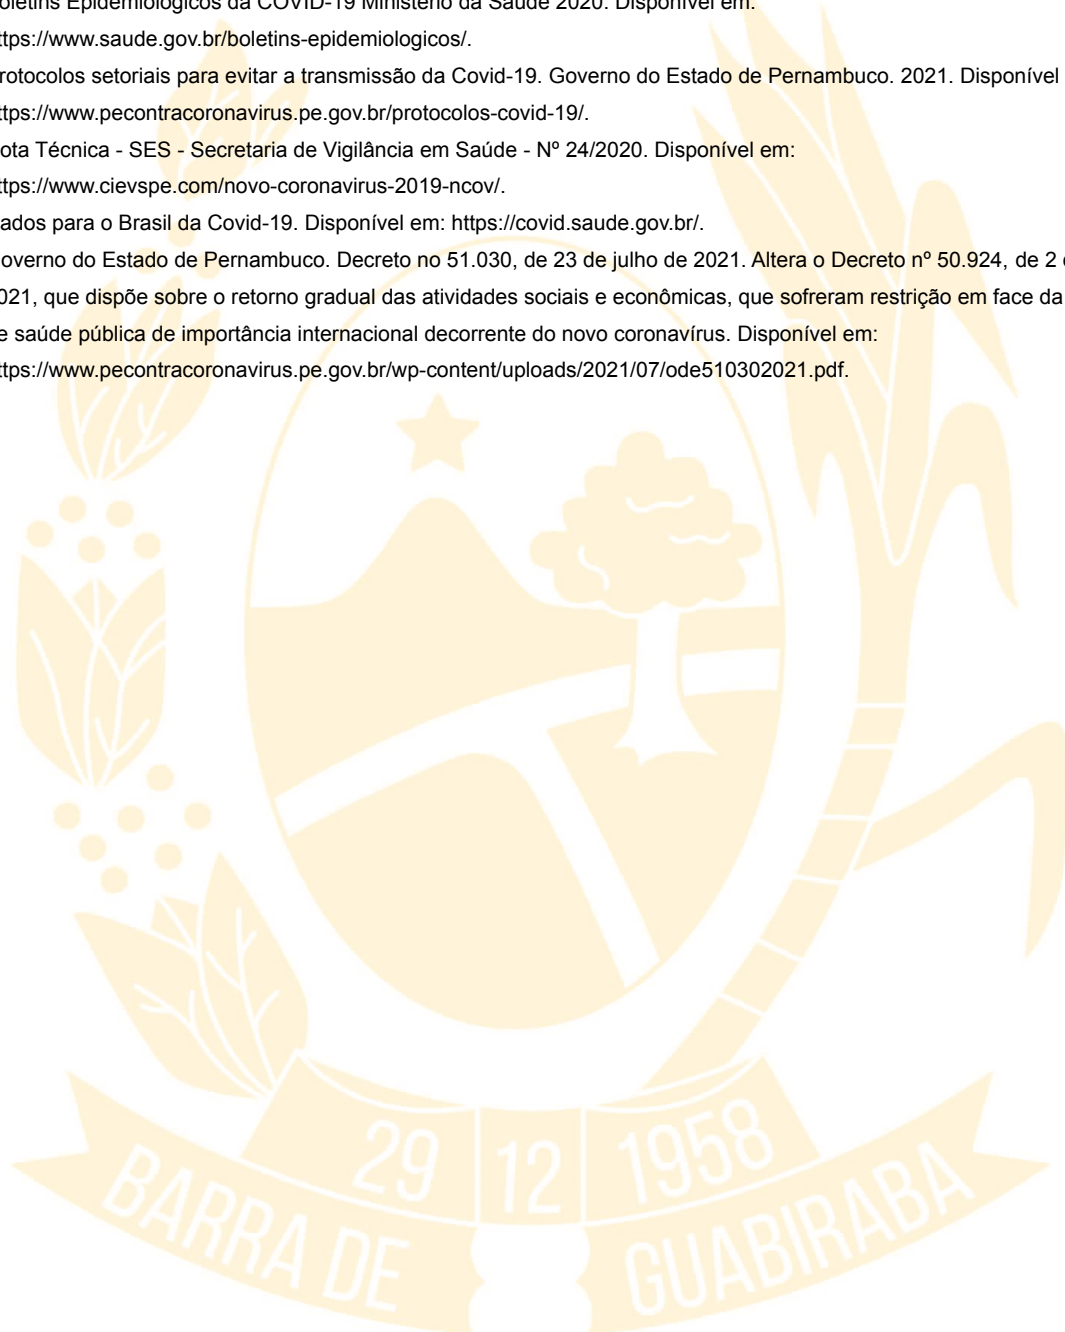 oletins Epidemiológicos da COVID-19 Ministério da Saúde 2020. Disponível em:
ttps://www.saude.gov.br/boletins-epidemiologicos/.
rotocolos setoriais para evitar a transmissão da Covid-19. Governo do Estado de Pernambuco. 2021. Disponível
ttps://www.pecontracoronavirus.pe.gov.br/protocolos-covid-19/.
ota Técnica - SES - Secretaria de Vigilância em Saúde - Nº 24/2020. Disponível em:
ttps://www.cievspe.com/novo-coronavirus-2019-ncov/.
ados para o Brasil da Covid-19. Disponível em: https://covid.saude.gov.br/.
overno do Estado de Pernambuco. Decreto no 51.030, de 23 de julho de 2021. Altera o Decreto nº 50.924, de 2
021, que dispõe sobre o retorno gradual das atividades sociais e econômicas, que sofreram restrição em face da
e saúde pública de importância internacional decorrente do novo coronavírus. Disponível em:
ttps://www.pecontracoronavirus.pe.gov.br/wp-content/uploads/2021/07/ode510302021.pdf.
29 12 1958
BARRA DE GUABIRABA